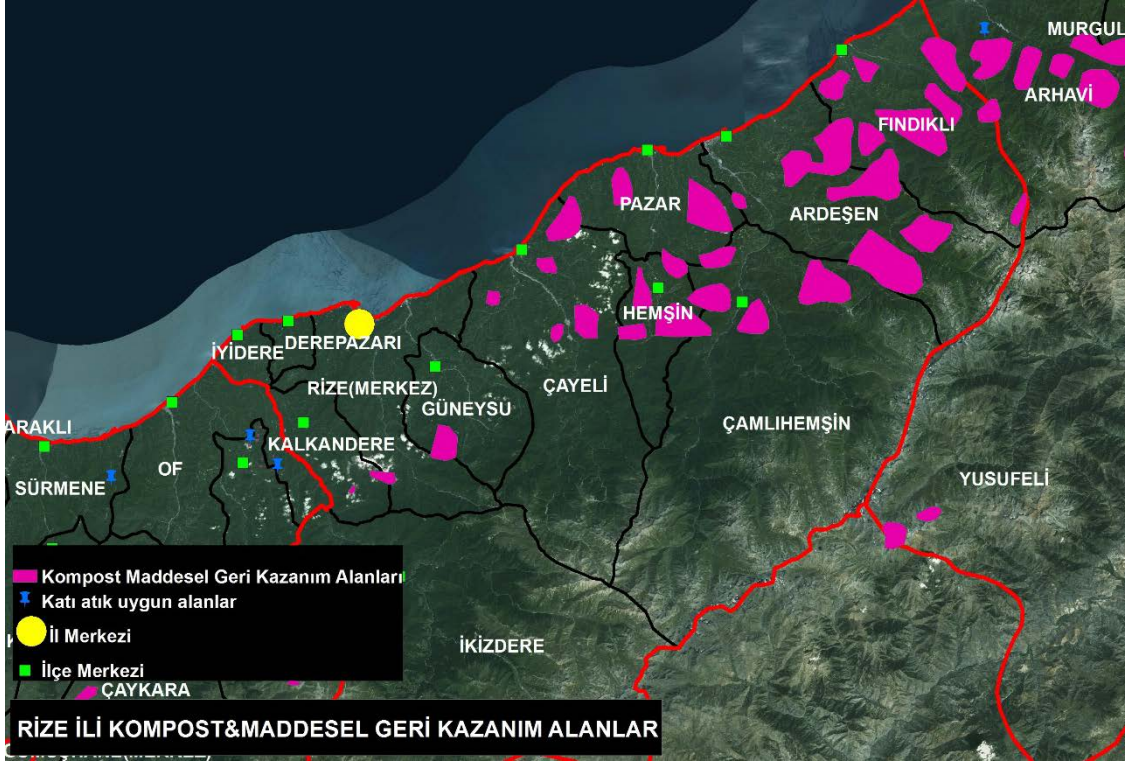 MURGUL
ARHAVİ
FINDIKLI
PAZAR
ARDEŞEN
HEMŞİN
DEREPAZARI
İYİDERE
RİZE(MERKEZ)
ÇAYELİ
GÜNEYSU
ÇAMLIHEMŞİN
ARAKLI
KALKANDERE
OF
SÜRMENE
YUSUFELİ
Kompost Maddesel Geri Kazanım Alanları
Katı atık uygun alanlar
İl Merkezi
İlçe Merkezi
İKİZDERE
ÇAYKARA
RİZE İLİ KOMPOST&MADDESEL GERİ KAZANIM ALANLAR